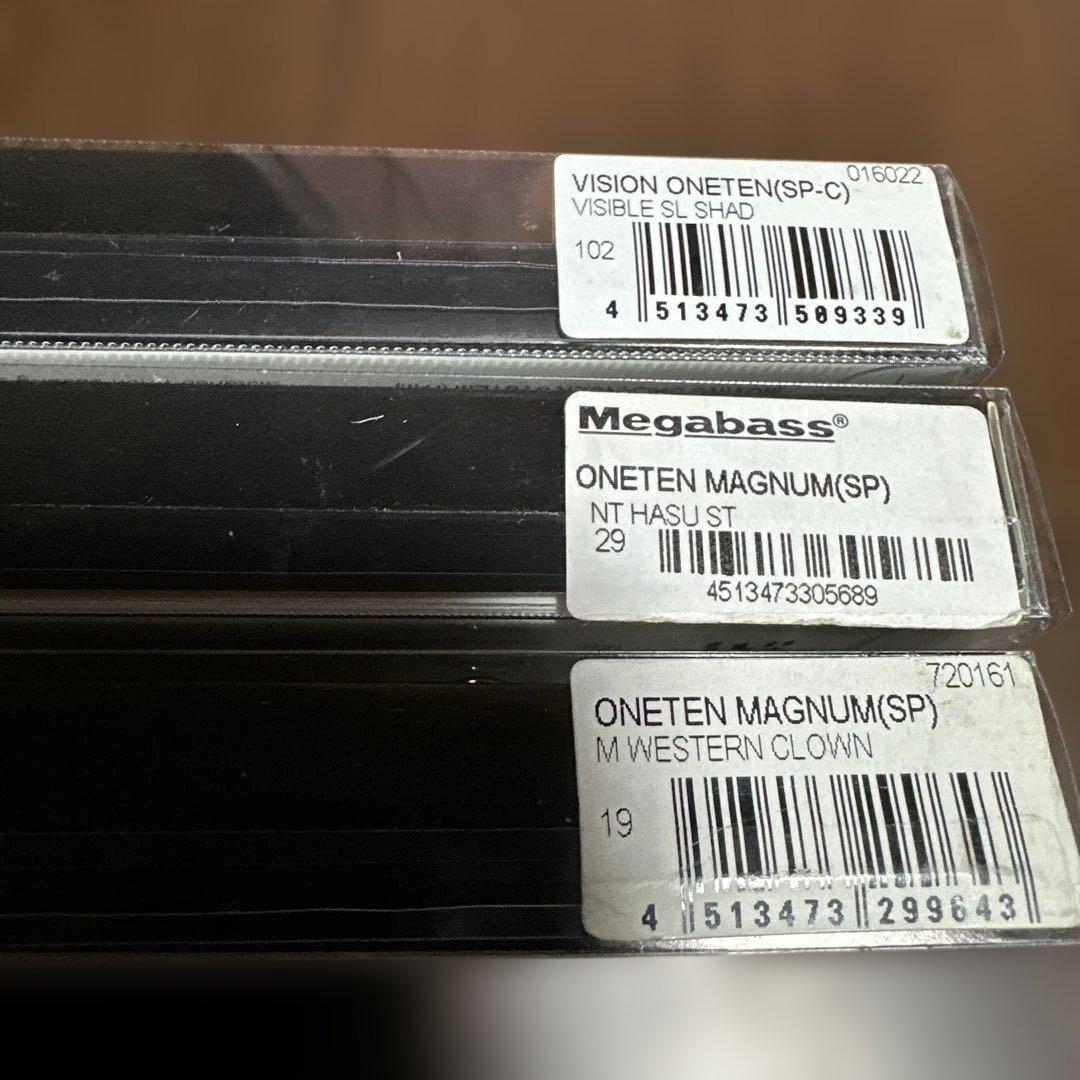 016022
VISION ONETEN(SP-C)
VISIBLE SL SHAD
102
4 513473 509339
Megabass®
ONETEN MAGNUM(SP)
NT HASU ST
29
4513473305689
720161
ONETEN MAGNUM(SP)
M WESTERN CLOWN
19
4 513473 299643